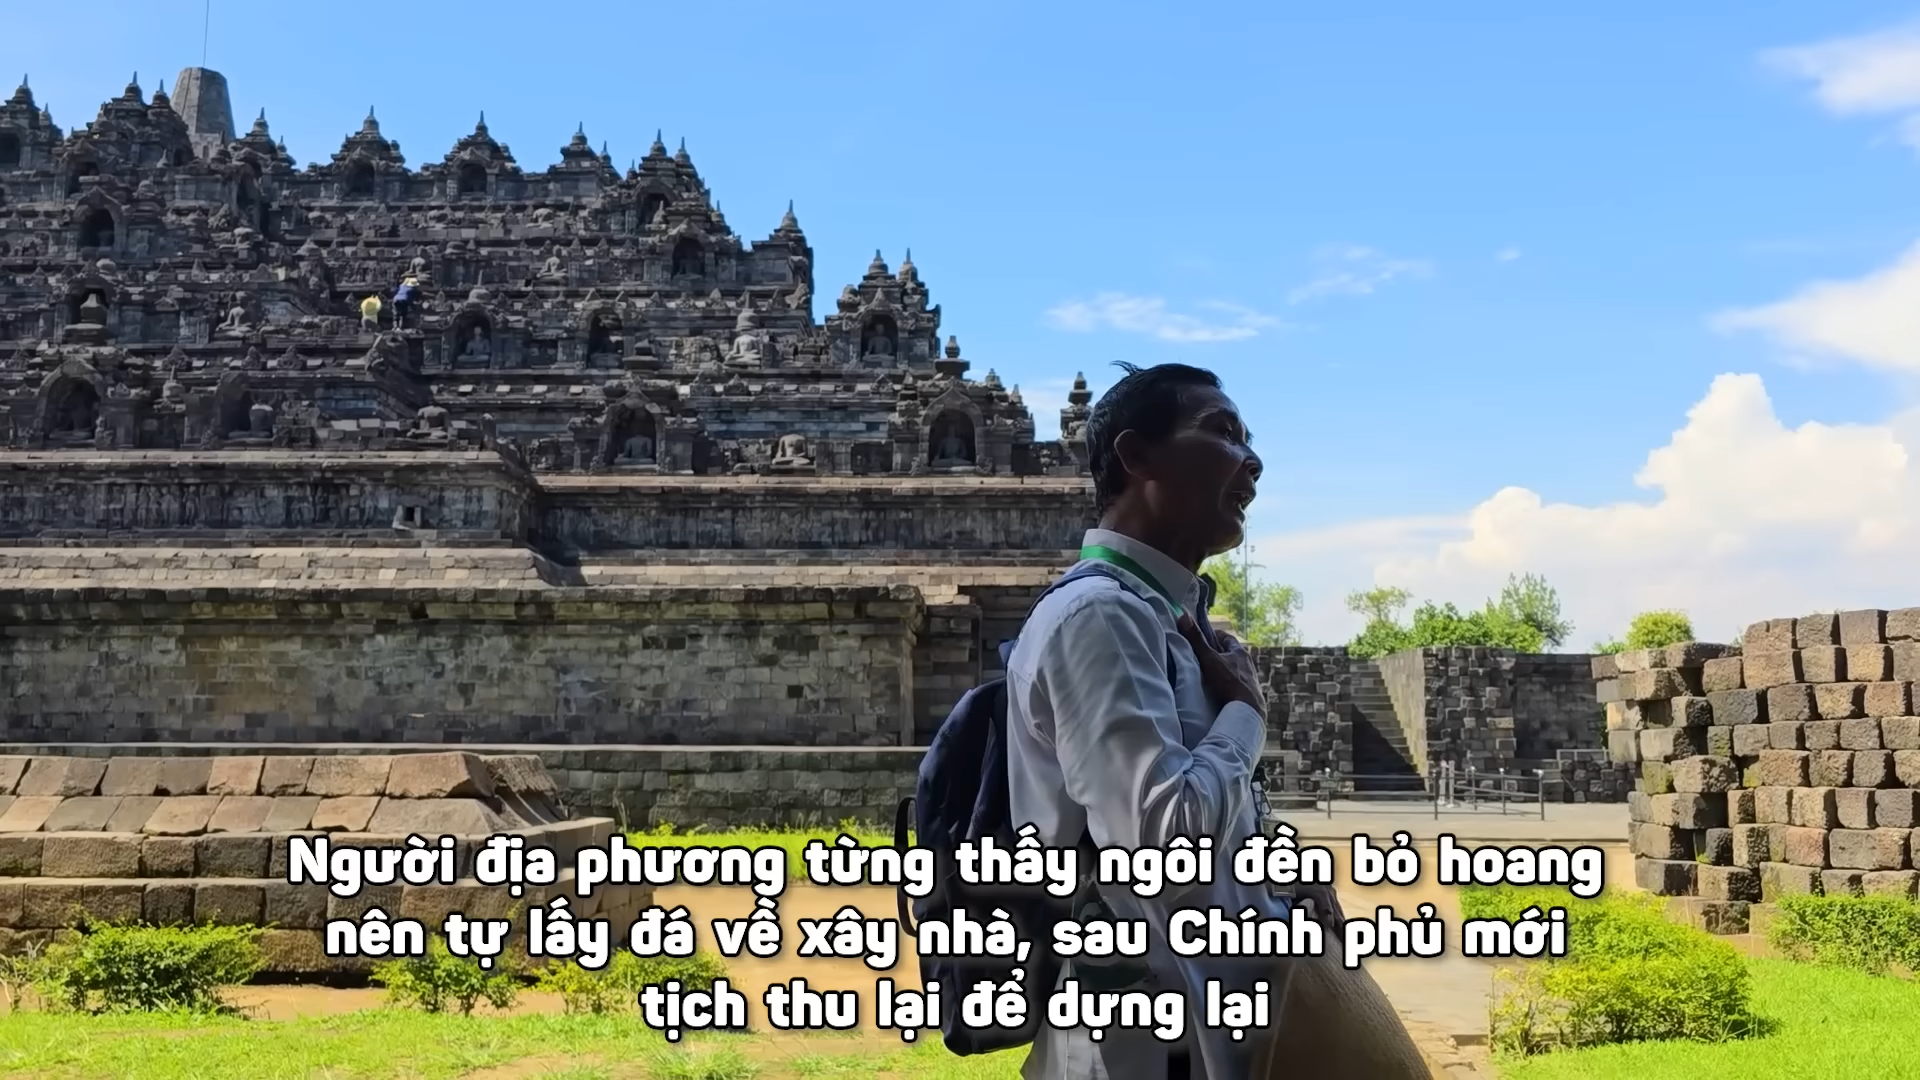 Người địa phương từng thấy ngôi đền bỏ hoang
nên tự lấy đá về xây nhà, sau Chính phủ mới
tịch thu lại để dựng lại